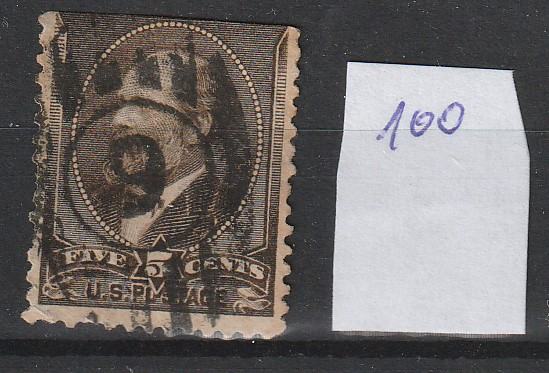 100
FIVE 5 CENTS
U.S. POSTAGE